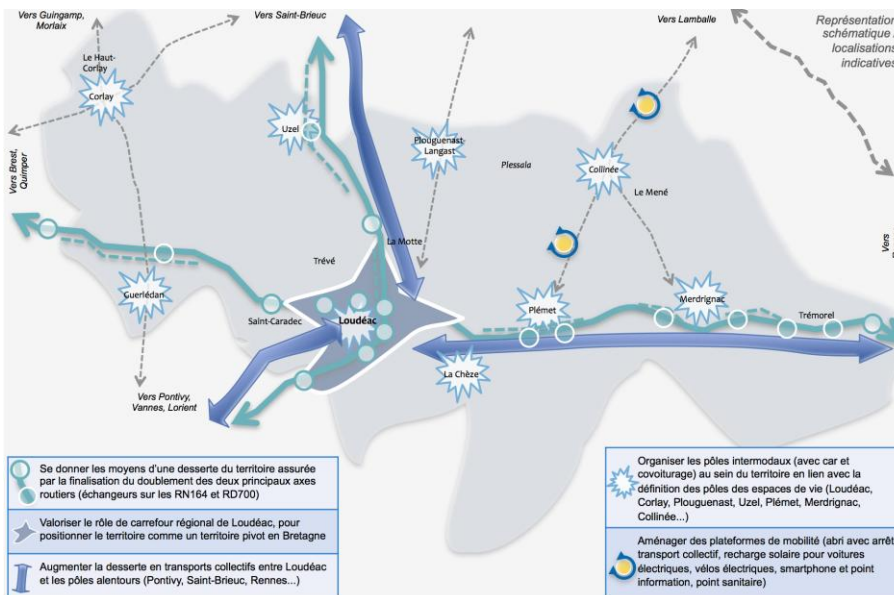 Vers Guingamp,
Morlaix
Vers Saint-Brieuc
Vers Lamballe
Représentation
schématique /
localisations
indicatives
Le Haut-
Corlay
Corlay
Uzel
Plouguenast
Langast
Plessala
Collinée
Le Mené
Vers Brest,
Quimper
La Motte
Vers
Trévé
Guerlédan
Saint-Caradec
Loudéac
Plémet
Merdrignac
Trémorel
La Chèze
Vers Pontivy,
Vannes, Lorient
Se donner les moyens d'une desserte du territoire assurée
par la finalisation du doublement des deux principaux axes
routiers (échangeurs sur les RN164 et RD700)
Valoriser le rôle de carrefour régional de Loudéac, pour
positionner le territoire comme un territoire pivot en Bretagne
Augmenter la desserte en transports collectifs entre Loudéac
et les pôles alentours (Pontivy, Saint-Brieuc, Rennes...)
Organiser les pôles intermodaux (avec car et
covoiturage) au sein du territoire en lien avec la
définition des pôles des espaces de vie (Loudéac,
Corlay, Plouguenast, Uzel, Plémet, Merdrignac,
Collinée...)
Aménager des plateformes de mobilité (abri avec arrêt
transport collectif, recharge solaire pour voitures
électriques, vélos électriques, smartphone et point
information, point sanitaire)